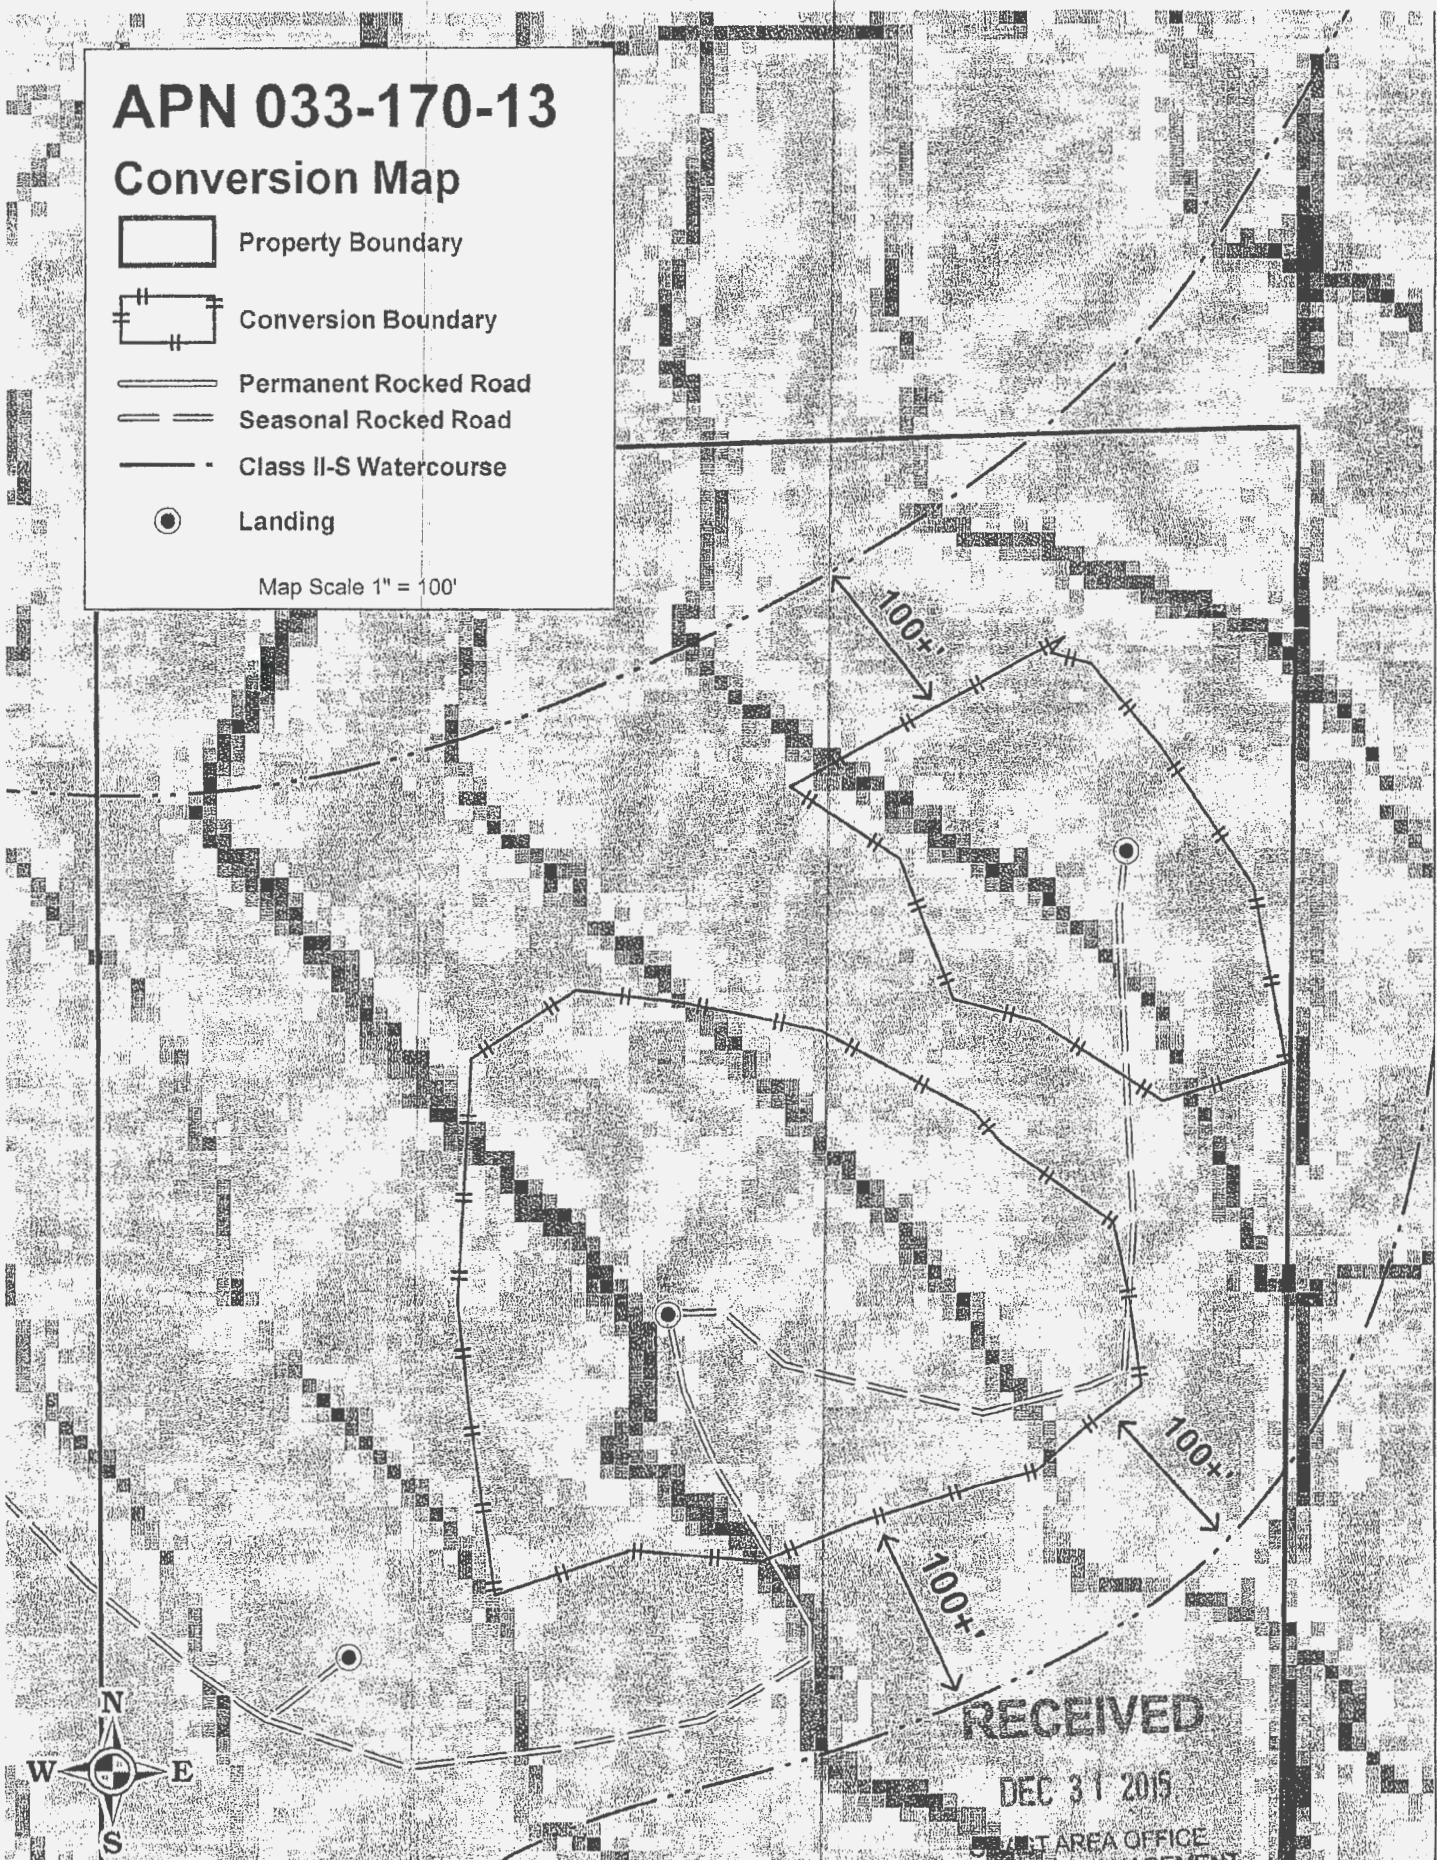 APN 033-170-13
Conversion Map
Property Boundary
Conversion Boundary
Permanent Rocked Road
Seasonal Rocked Road
Class II-S Watercourse
Landing
Map Scale 1" = 100'
100+'
100+'
100+'
N
W E
S
RECEIVED
DEC 31 2015
AREA OFFICE